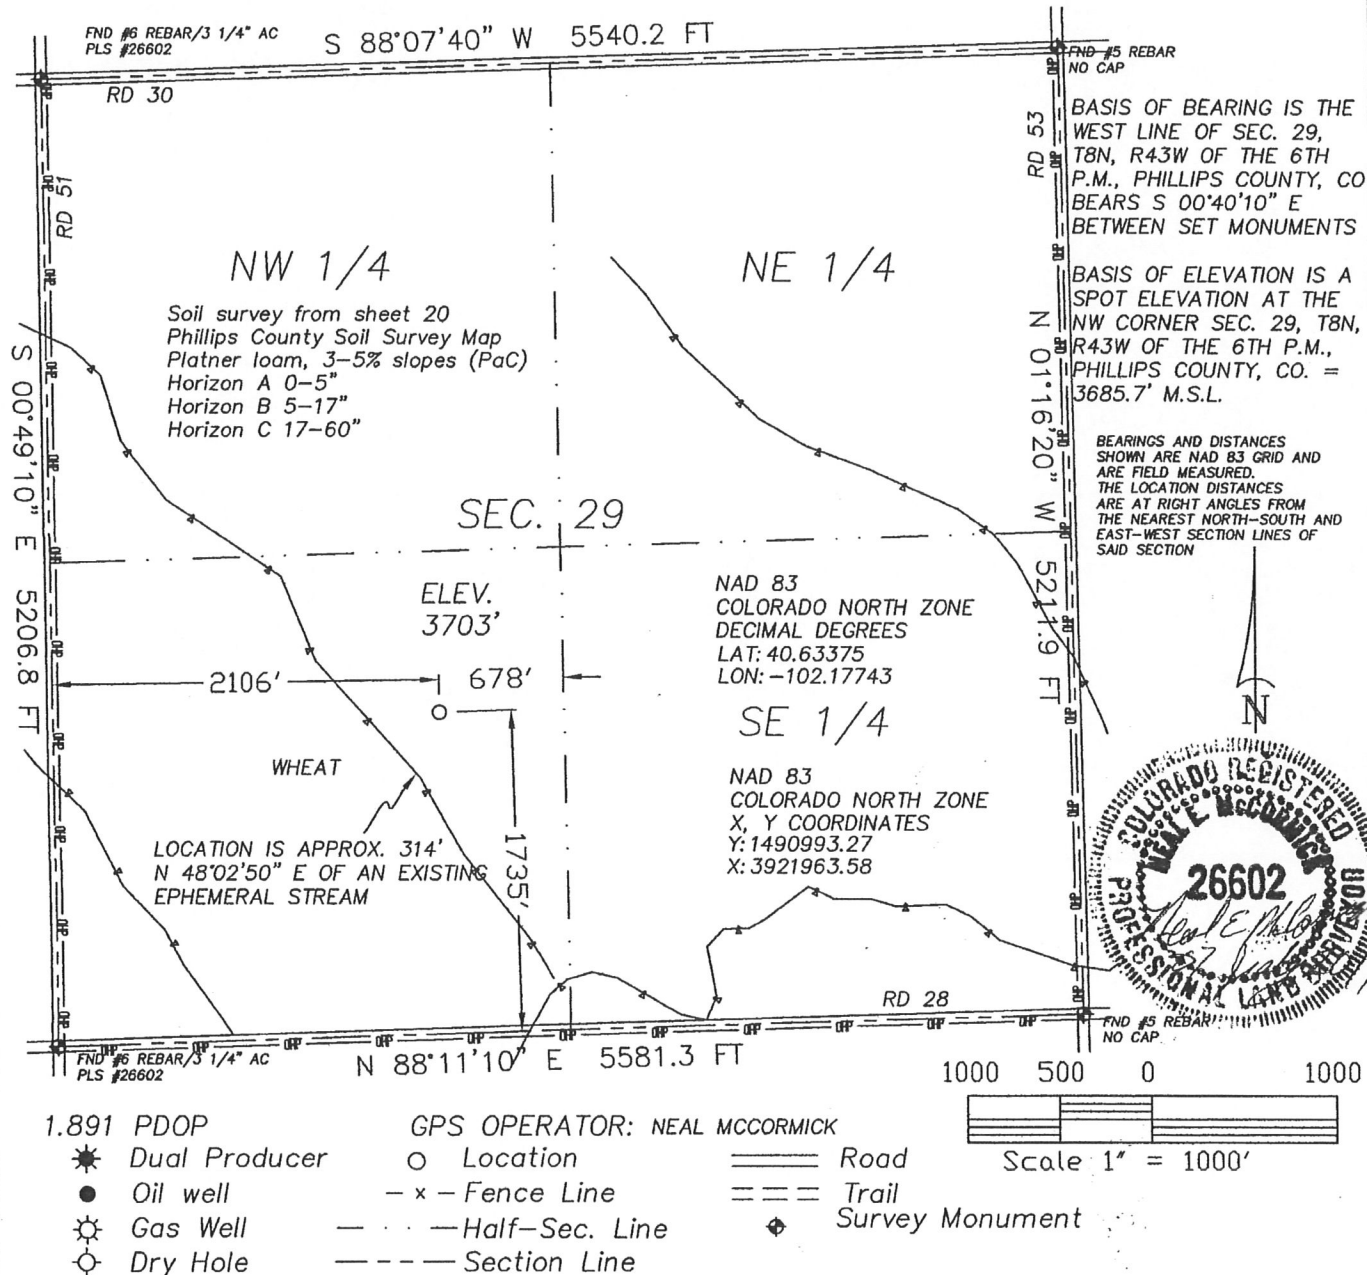 FND #6 REBAR/3 1/4" AC
PLS #26602
S 88°07'40" W 5540.2 FT
FND #5 REBAR
NO CAP
RD 30
RD 51
RD 53
BASIS OF BEARING IS THE
WEST LINE OF SEC. 29,
T8N, R43W OF THE 6TH
P.M., PHILLIPS COUNTY, CO
BEARS S 00°40'10" E
BETWEEN SET MONUMENTS
NW 1/4
NE 1/4
Soil survey from sheet 20
Phillips County Soil Survey Map
Platner loam, 3-5% slopes (PaC)
Horizon A 0-5"
Horizon B 5-17"
Horizon C 17-60"
BASIS OF ELEVATION IS A
SPOT ELEVATION AT THE
NW CORNER SEC. 29, T8N,
R43W OF THE 6TH P.M.,
PHILLIPS COUNTY, CO. =
3685.7' M.S.L.
S 00°49'10" E 5206.8 FT
N 01°16'20" W 5211.9 FT
BEARINGS AND DISTANCES
SHOWN ARE NAD 83 GRID AND
ARE FIELD MEASURED.
THE LOCATION DISTANCES
ARE AT RIGHT ANGLES FROM
THE NEAREST NORTH-SOUTH AND
EAST-WEST SECTION LINES OF
SAID SECTION
SEC. 29
ELEV.
3703'
NAD 83
COLORADO NORTH ZONE
DECIMAL DEGREES
LAT: 40.63375
LON: -102.17743
2106'
678'
N
SE 1/4
WHEAT
NAD 83
COLORADO NORTH ZONE
X, Y COORDINATES
Y: 1490993.27
X: 3921963.58
1735'
LOCATION IS APPROX. 314'
N 48°02'50" E OF AN EXISTING
EPHEMERAL STREAM
COLORADO REGISTERED
NEAL E. McCORMICK
26602
PROFESSIONAL LAND SURVEYOR
RD 28
OHP OHP OHP OHP OHP OHP OHP OHP OHP OHP
FND #6 REBAR/3 1/4" AC
PLS #26602
N 88°11'10" E 5581.3 FT
FND #5 REBAR
NO CAP
1000 500 0 1000
Scale 1" = 1000'
1.891 PDOP
GPS OPERATOR: NEAL MCCORMICK
Dual Producer
Location
Road
Oil well
Fence Line
Trail
Gas Well
Half-Sec. Line
Survey Monument
Dry Hole
Section Line